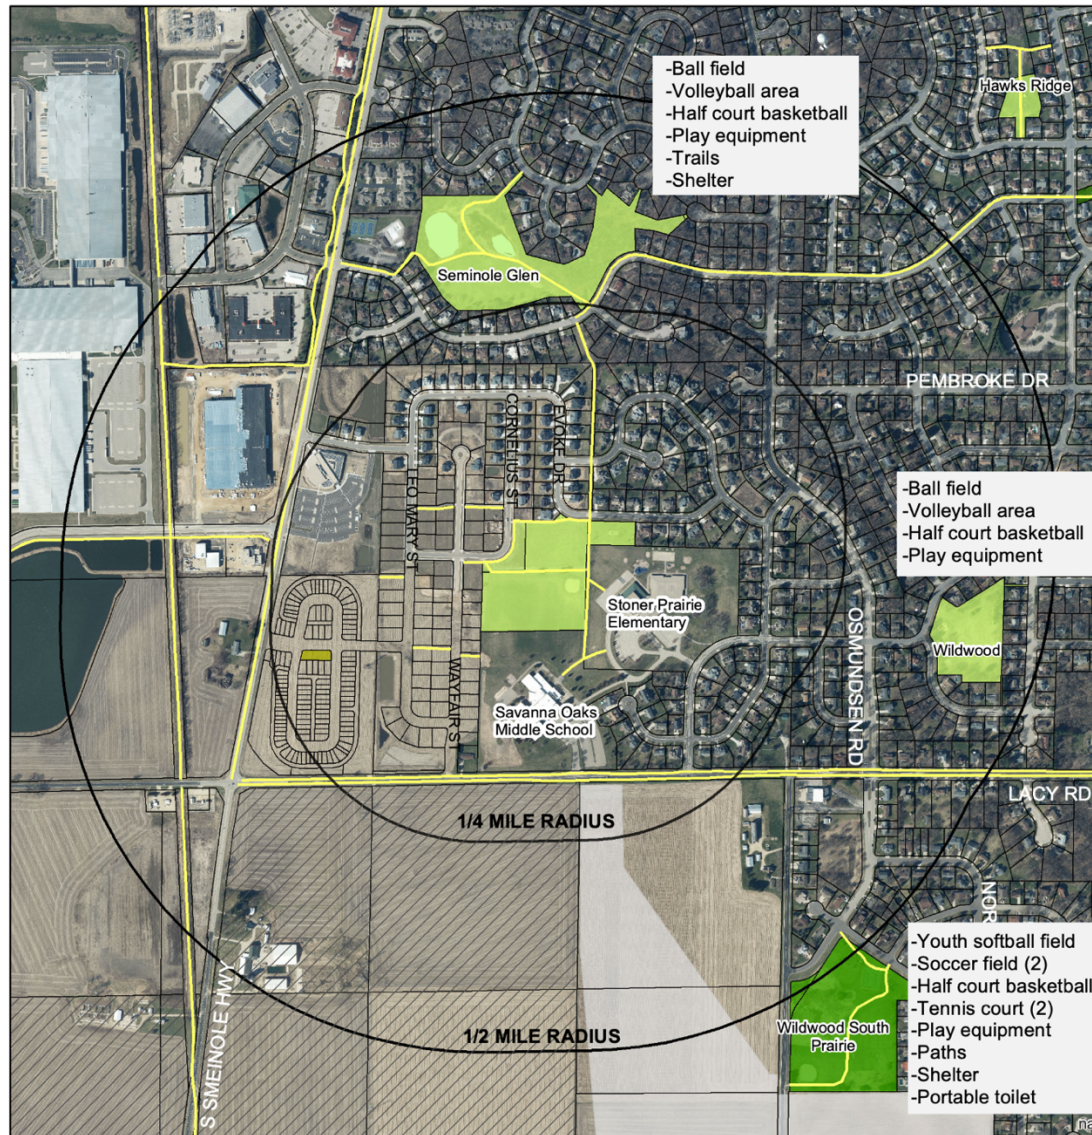 -Ball field
-Volleyball area
-Half court basketball
-Play equipment
-Trails
-Shelter
Hawks Ridge
Seminole Glen
PEMBROKE DR
CORNELIUS ST
EVOKE DR
LEO MARY ST
-Ball field
-Volleyball area
-Half court basketball
-Play equipment
Stoner Prairie
Elementary
OSMUNDSEN RD
Wildwood
WAYFAIR ST
Savanna Oaks
Middle School
LACY RD
1/4 MILE RADIUS
NOR
-Youth softball field
-Soccer field (2)
-Half court basketball
-Tennis court (2)
-Play equipment
-Paths
-Shelter
-Portable toilet
Wildwood South
Prairie
1/2 MILE RADIUS
S SMEINOLE HWY